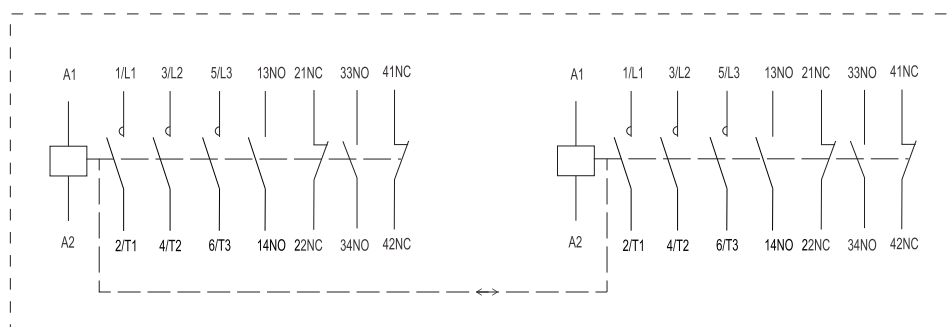 A1 1/L1 3/L2 5/L3 13NO 21NC 33NO 41NC A1 1/L1 3/L2 5/L3 13NO 21NC 33NO 41NC
A2 2/T1 4/T2 6/T3 14NO 22NC 34NO 42NC A2 2/T1 4/T2 6/T3 14NO 22NC 34NO 42NC